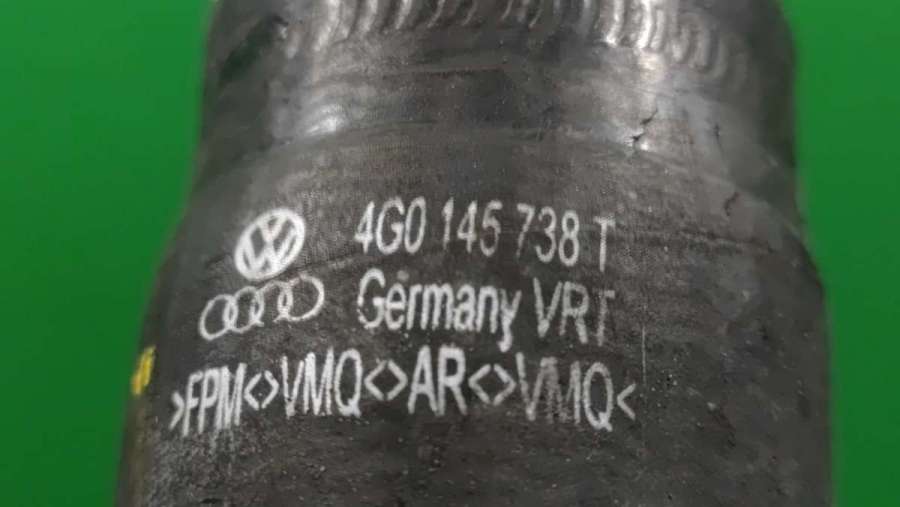 4G0 145 738 T
Germany VRT
>FPM<>VMQ<>AR<>VMQ<